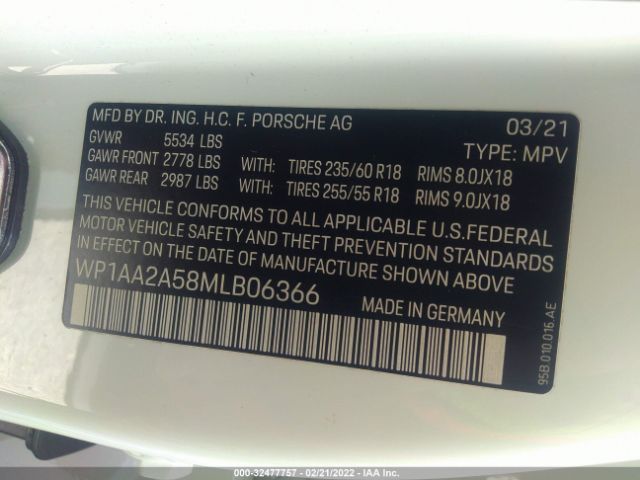 MFD BY DR. ING. H.C. F. PORSCHE AG 03/21
GVWR 5534 LBS TYPE: MPV
GAWR FRONT 2778 LBS WITH: TIRES 235/60 R18 RIMS 8.0JX18
GAWR REAR 2987 LBS WITH: TIRES 255/55 R18 RIMS 9.0JX18
THIS VEHICLE CONFORMS TO ALL APPLICABLE U.S.FEDERAL
MOTOR VEHICLE SAFETY AND THEFT PREVENTION STANDARDS
IN EFFECT ON THE DATE OF MANUFACTURE SHOWN ABOVE
WP1AA2A58MLB06366 MADE IN GERMANY
95B.010.016.AE
000 - 32477757 - 02/21/2022 - IAA Inc.